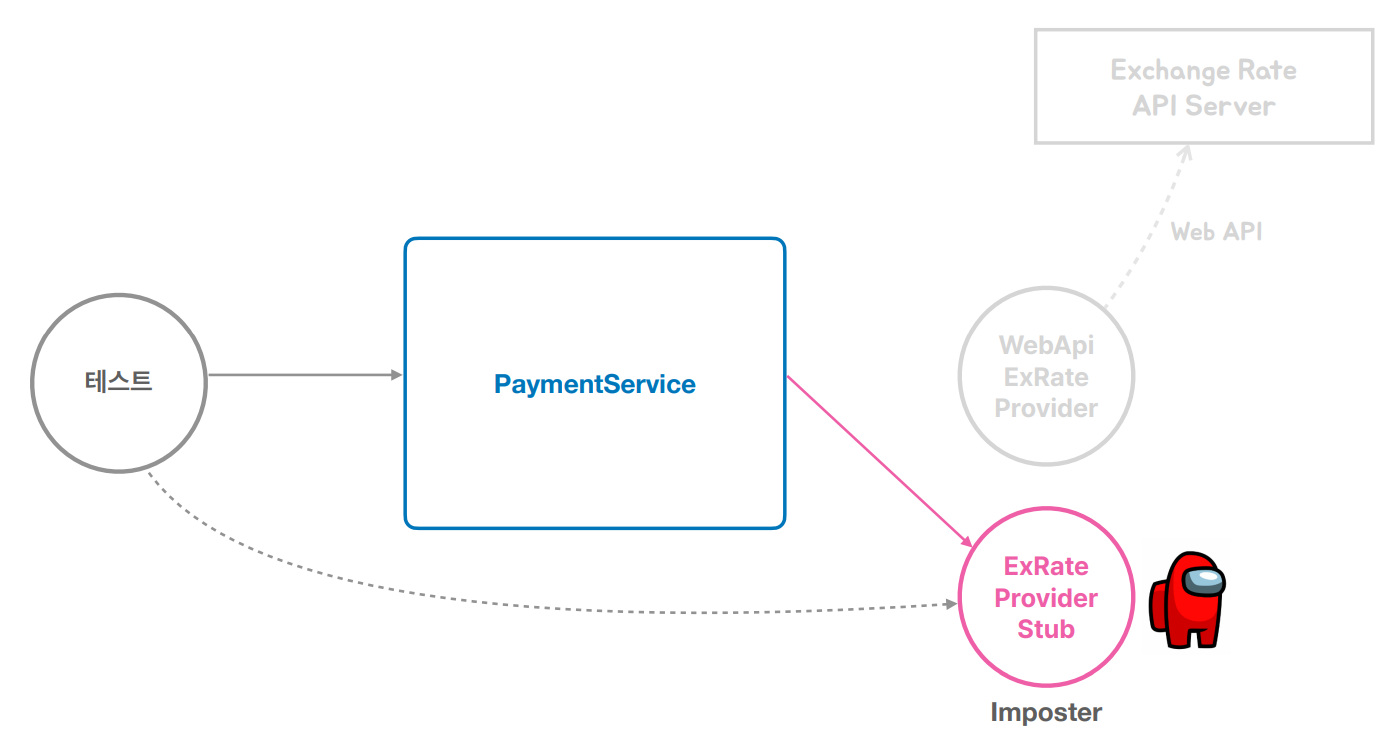 Exchange Rate
API Server
Web API
테스트
PaymentService
WebApi
ExRate
Provider
ExRate
Provider
Stub
Imposter